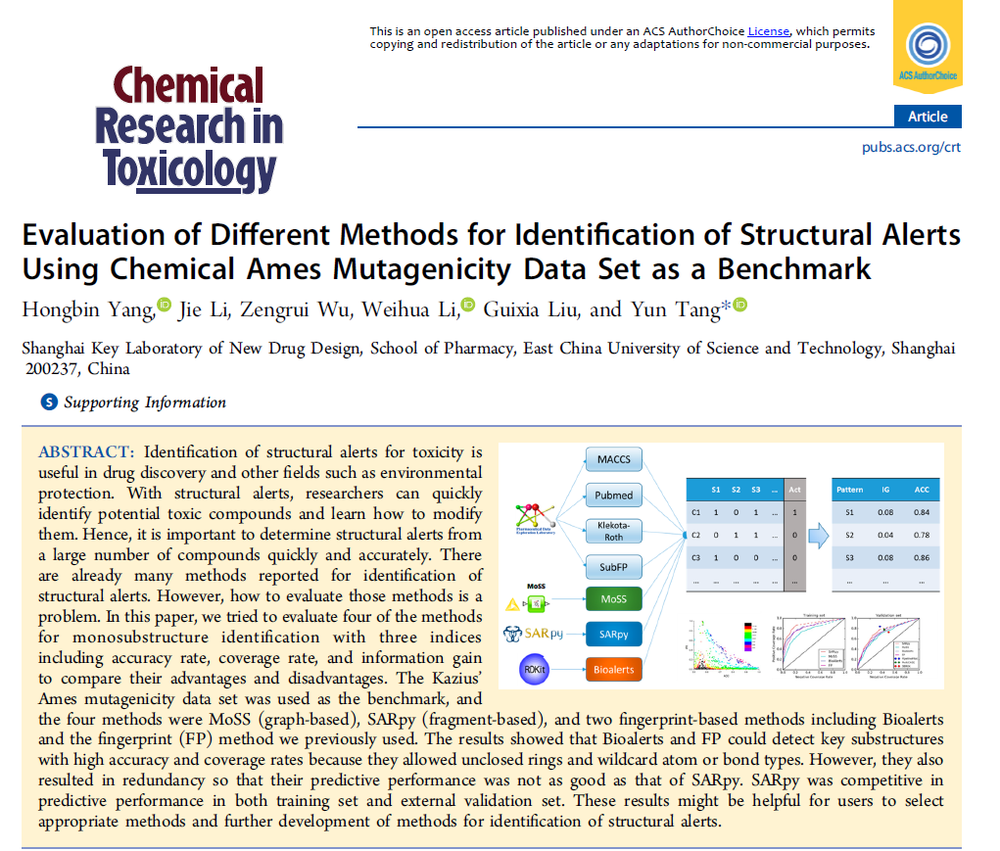 This is an open access article published under an ACS AuthorChoice License, which permits
copying and redistribution of the article or any adaptations for non-commercial purposes.
ACS AuthorChoice
Chemical
Research in
Toxicology
Article
pubs.acs.org/crt
Evaluation of Different Methods for Identification of Structural Alerts
Using Chemical Ames Mutagenicity Data Set as a Benchmark
Hongbin Yang, Jie Li, Zengrui Wu, Weihua Li, Guixia Liu, and Yun Tang*
Shanghai Key Laboratory of New Drug Design, School of Pharmacy, East China University of Science and Technology, Shanghai
200237, China
S Supporting Information
ABSTRACT: Identification of structural alerts for toxicity is
useful in drug discovery and other fields such as environmental
protection. With structural alerts, researchers can quickly
identify potential toxic compounds and learn how to modify
them. Hence, it is important to determine structural alerts from
a large number of compounds quickly and accurately. There
are already many methods reported for identification of
structural alerts. However, how to evaluate those methods is a
problem. In this paper, we tried to evaluate four of the methods
for monosubstructure identification with three indices
including accuracy rate, coverage rate, and information gain
to compare their advantages and disadvantages. The Kazius'
Ames mutagenicity data set was used as the benchmark, and
the four methods were MoSS (graph-based), SARpy (fragment-based), and two fingerprint-based methods including Bioalerts
and the fingerprint (FP) method we previously used. The results showed that Bioalerts and FP could detect key substructures
with high accuracy and coverage rates because they allowed unclosed rings and wildcard atom or bond types. However, they also
resulted in redundancy so that their predictive performance was not as good as that of SARpy. SARpy was competitive in
predictive performance in both training set and external validation set. These results might be helpful for users to select
appropriate methods and further development of methods for identification of structural alerts.
MACCS
Pubmed
Klekota-
Roth
SubFP
MoSS
MoSS
SARpy
SARpy
RDKit
Bioalerts
S1 S2 S3 ... Act
C1 1 0 1 ... 1
C2 0 1 1 ... 0
C3 1 0 0 ... 0
... ... ... ... ... ...
Pattern IG ACC
S1 0.08 0.84
S2 0.04 0.78
S3 0.08 0.86
... ... ...
Training set
Validation set